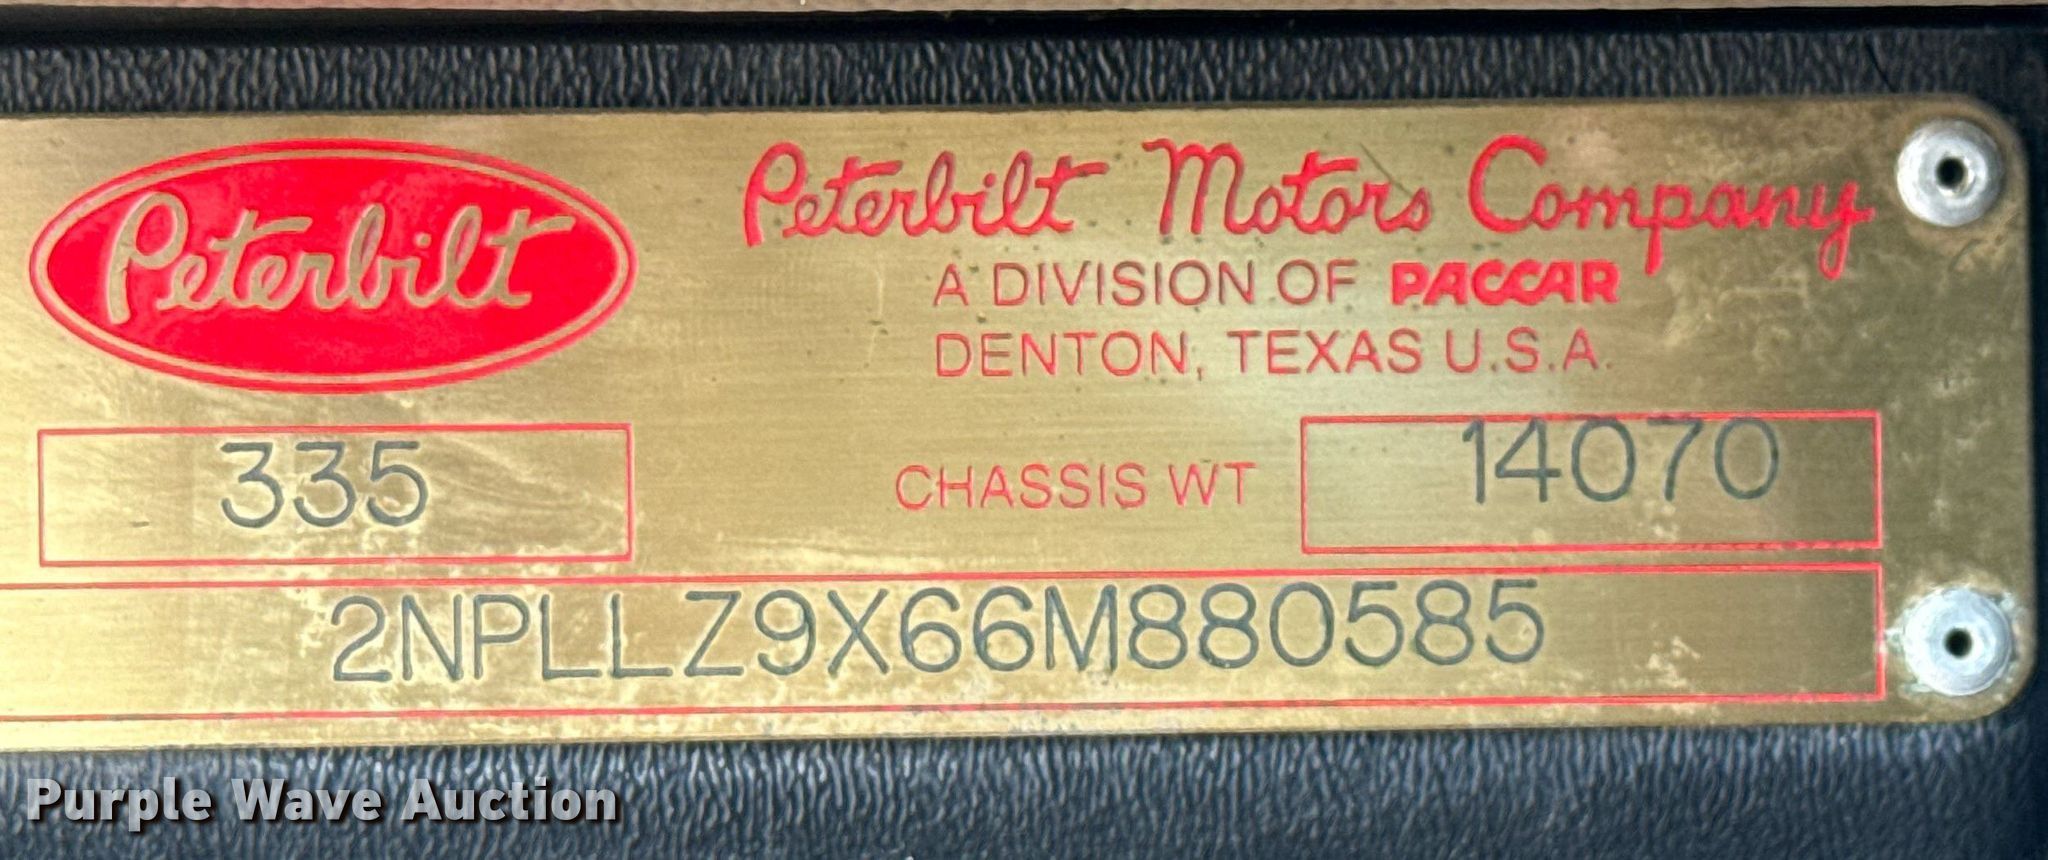 Peterbilt
Peterbilt Motors Company
A DIVISION OF PACCAR
DENTON, TEXAS U.S.A.
335
CHASSIS WT 14070
2NPLLZ9X66M880585
Purple Wave Auction